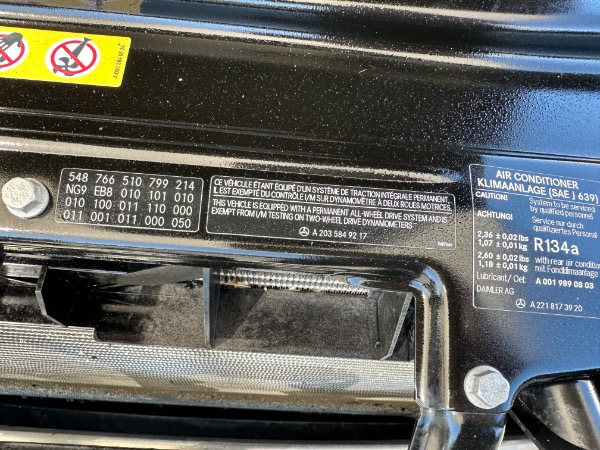 548 766 510 799 214
NG9 EB8 010 101 010
010 100 011 110 000
011 001 011 000 050
CE VÉHICULE ÉTANT ÉQUIPÉ D'UN SYSTÈME DE TRACTION INTÉGRALE PERMANENT,
IL EST EXEMPT DU CONTRÔLE I/M SUR DYNAMOMÈTRE À DEUX ROUES MOTRICES.
THIS VEHICLE IS EQUIPPED WITH A PERMANENT ALL-WHEEL DRIVE SYSTEM AND IS
EXEMPT FROM I/M TESTING ON TWO-WHEEL DRIVE DYNAMOMETERS
A 203 584 92 17
AIR CONDITIONER
KLIMAANLAGE (SAE J 639)
CAUTION: System to be serviced
by qualified personnel
ACHTUNG! Service nur durch
qualifiziertes Personal
2,36 ± 0,02 lbs
1,07 ± 0,01 kg R134a
2,60 ± 0,02 lbs with rear air condition
1,18 ± 0,01 kg mit Fondklimaanlage
Lubricant/ Oel: A 001 989 08 03
DAIMLER AG A 221 817 39 20